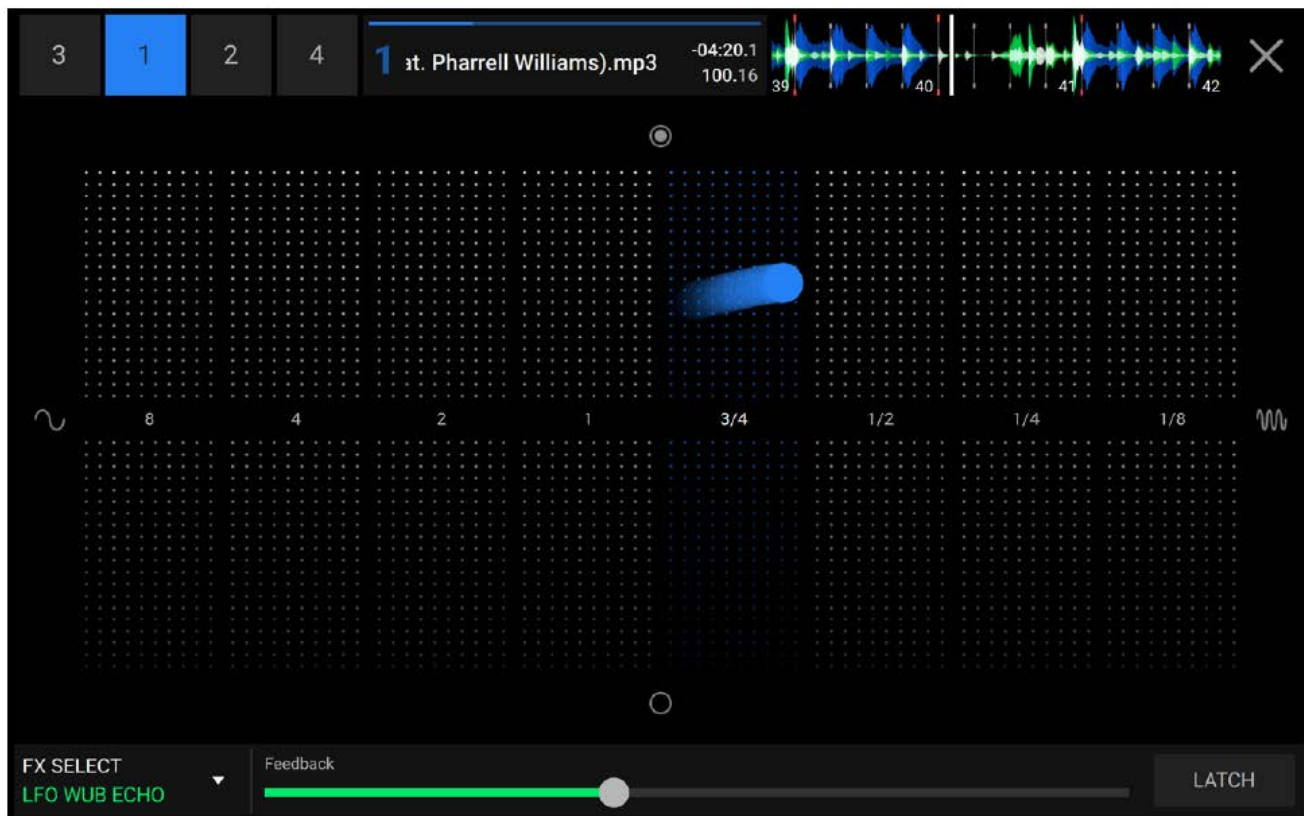 3 1 2 4
1 at. Pharrell Williams).mp3 -04:20.1
100.16
39 40 41 42
8 4 2 1 3/4 1/2 1/4 1/8
FX SELECT
LFO WUB ECHO
Feedback
LATCH